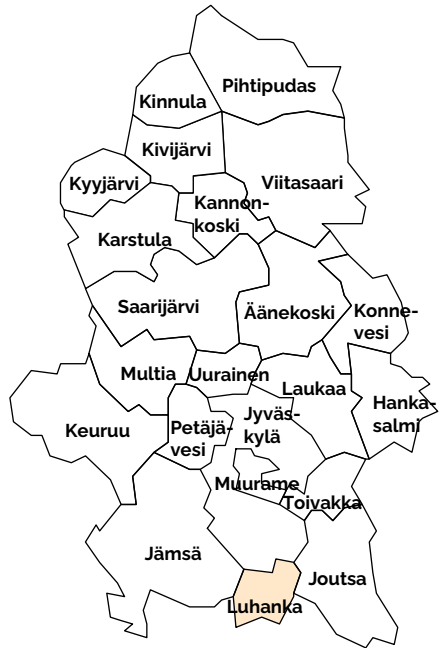 Pihtipudas
Kinnula
Kivijärvi
Kyyjärvi
Viitasaari
Kannon-
koski
Karstula
Saarijärvi
Äänekoski
Konne-
vesi
Multia
Uurainen
Laukaa
Hanka-
salmi
Keuruu
Petäjä-
vesi
Jyväs-
kylä
Muurame
Toivakka
Jämsä
Joutsa
Luhanka